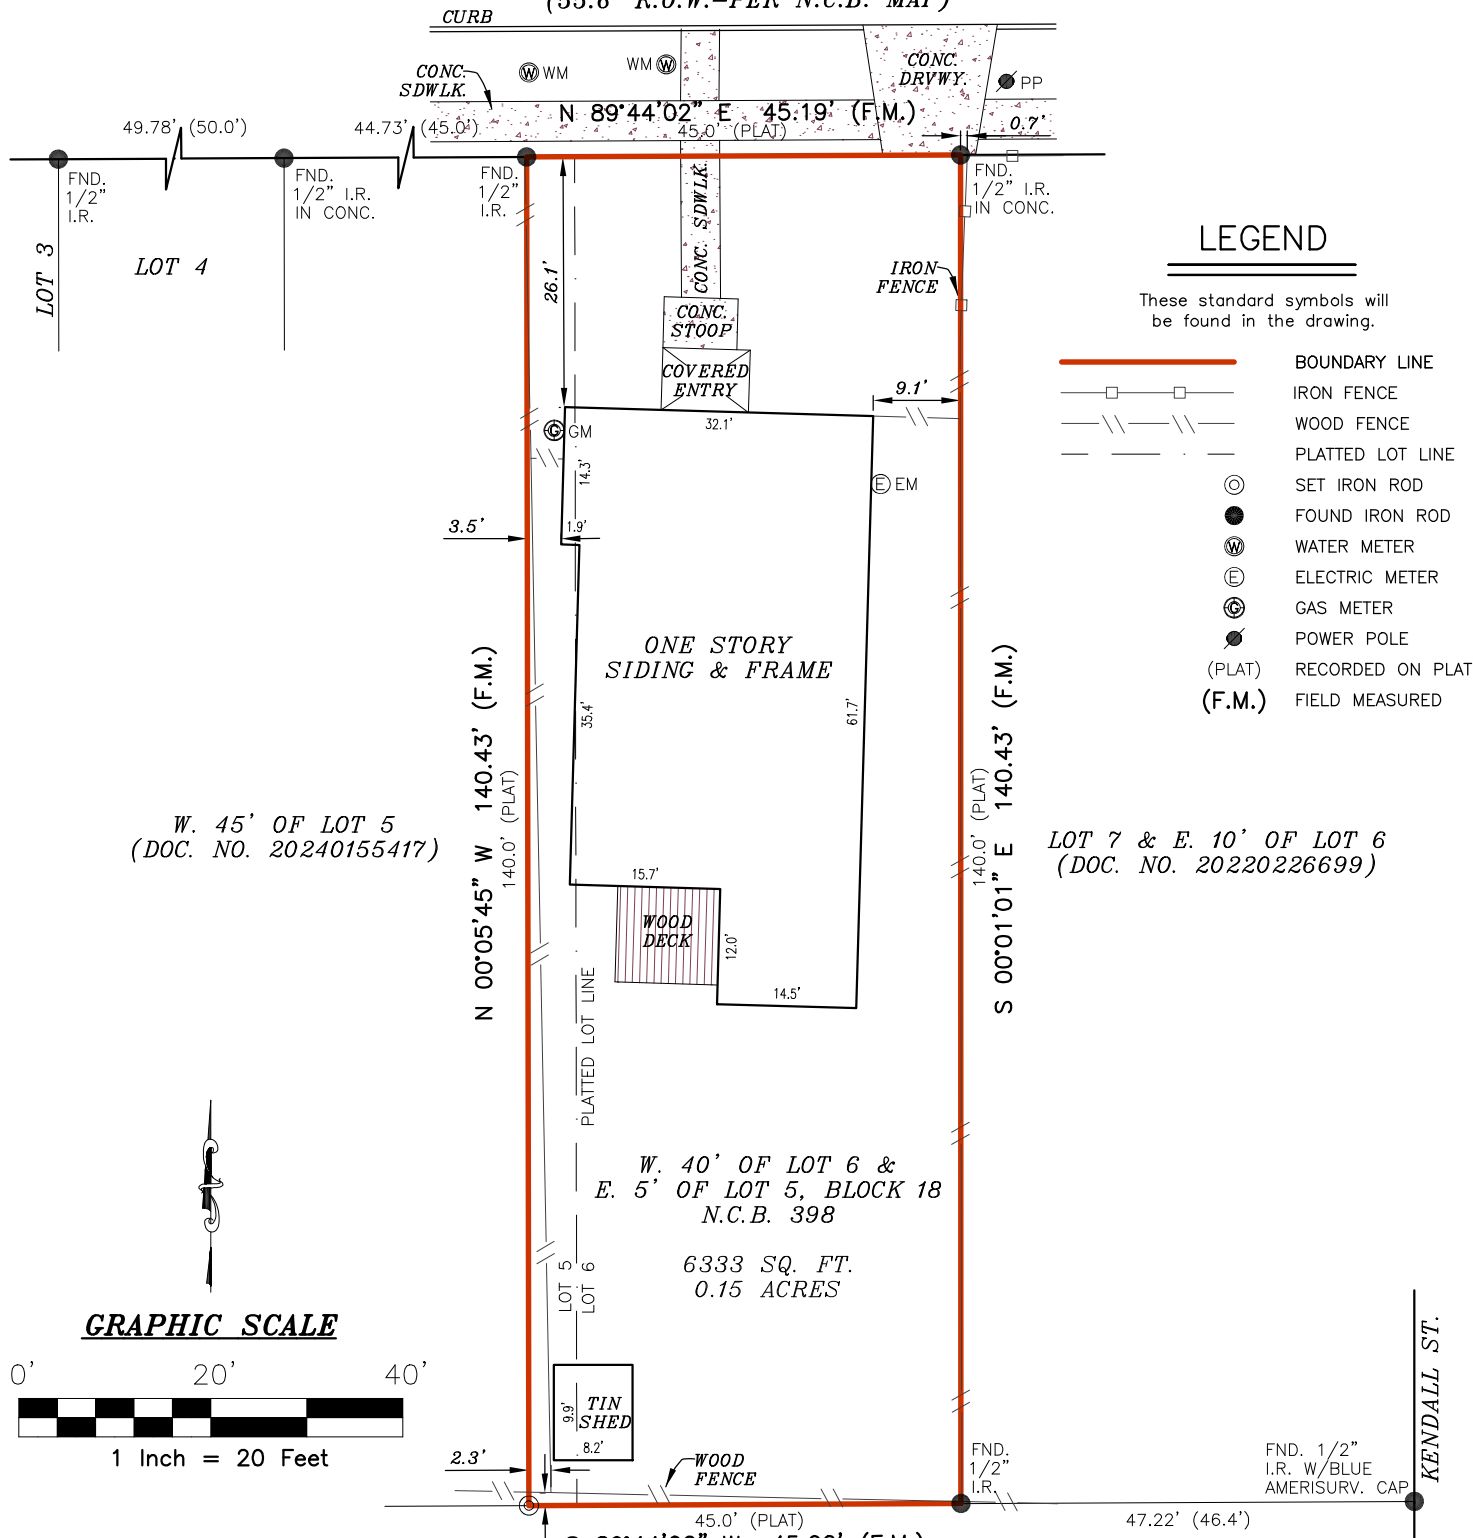 (55.6' R.O.W.-PER N.C.B. MAP)
CURB
CONC.
SDWLK.
WM
WM
CONC.
DRVWY.
PP
N 89°44'02" E 45.19' (F.M.)
45.0' (PLAT)
0.7'
49.78' (50.0')
44.73' (45.0')
FND.
1/2"
I.R.
FND.
1/2" I.R.
IN CONC.
FND.
1/2"
I.R.
FND.
1/2" I.R.
IN CONC.
LOT 3
LOT 4
26.1'
CONC. SDWLK.
CONC.
STOOP
COVERED
ENTRY
IRON
FENCE
9.1'
32.1'
GM
14.3'
EM
3.5'
1.9'
ONE STORY
SIDING & FRAME
35.4'
61.7'
N 00°05'45" W 140.43' (F.M.)
140.0' (PLAT)
S 00°01'01" E 140.43' (F.M.)
140.0' (PLAT)
W. 45' OF LOT 5
(DOC. NO. 20240155417)
LOT 7 & E. 10' OF LOT 6
(DOC. NO. 20220226699)
15.7'
WOOD
DECK
12.0'
14.5'
PLATTED LOT LINE
W. 40' OF LOT 6 &
E. 5' OF LOT 5, BLOCK 18
N.C.B. 398
6333 SQ. FT.
0.15 ACRES
LOT 5
LOT 6
TIN
SHED
9.9'
8.2'
2.3'
WOOD
FENCE
FND.
1/2"
I.R.
FND. 1/2"
I.R. W/BLUE
AMERISURV. CAP
KENDALL ST.
47.22' (46.4')
45.0' (PLAT)
LEGEND
These standard symbols will
be found in the drawing.
BOUNDARY LINE
IRON FENCE
WOOD FENCE
PLATTED LOT LINE
SET IRON ROD
FOUND IRON ROD
W WATER METER
E ELECTRIC METER
G GAS METER
POWER POLE
(PLAT) RECORDED ON PLAT
(F.M.) FIELD MEASURED
GRAPHIC SCALE
0' 20' 40'
1 Inch = 20 Feet